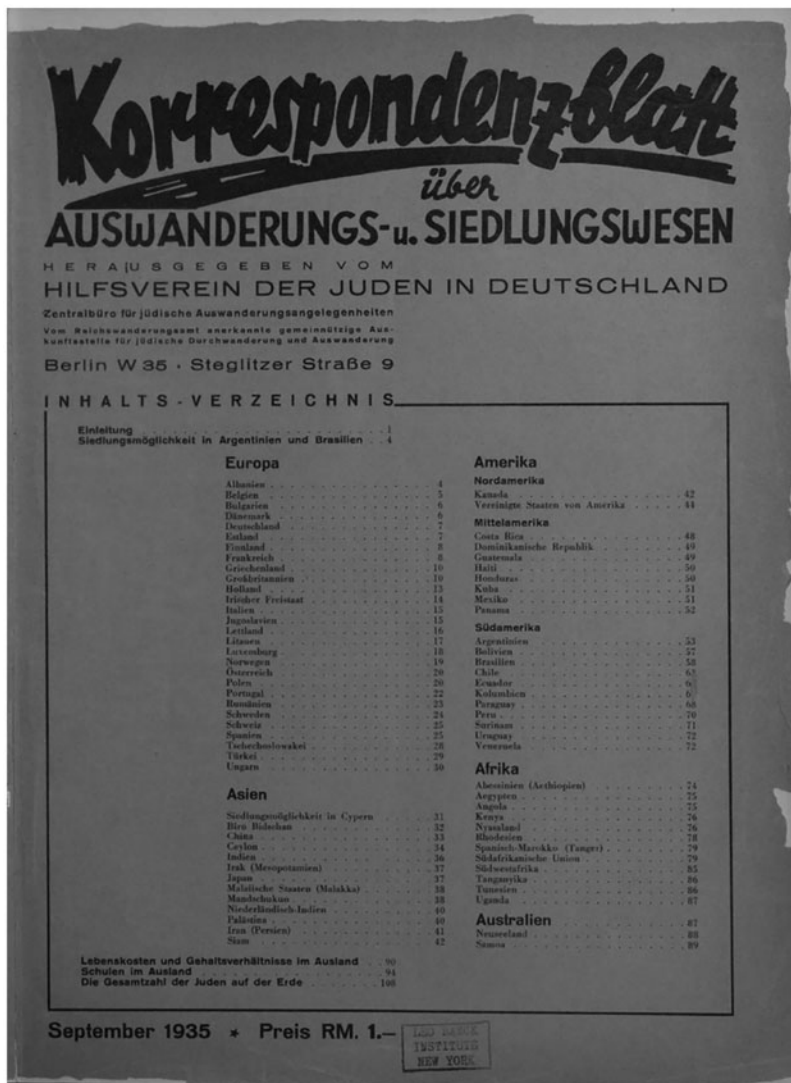 Korrespondenzblatt
über
AUSWANDERUNGS- u. SIEDLUNGSWESEN
HERAUSGEGEBEN VOM
HILFSVEREIN DER JUDEN IN DEUTSCHLAND
Zentralbüro für jüdische Auswanderungsangelegenheiten
Vom Reichswanderungsamt anerkannte gemeinnützige Aus-
kunftsstelle für jüdische Durchwanderung und Auswanderung
Berlin W 35 · Steglitzer Straße 9
INHALTS-VERZEICHNIS
Einleitung . . . 1
Siedlungsmöglichkeit in Argentinien und Brasilien . . 4
Europa
Albanien . . . 4
Belgien . . . 5
Bulgarien . . . 6
Dänemark . . . 6
Deutschland . . . 7
Estland . . . 7
Finnland . . . 8
Frankreich . . . 8
Griechenland . . . 10
Großbritannien . . . 10
Holland . . . 13
Irischer Freistaat . . . 14
Italien . . . 15
Jugoslavien . . . 15
Lettland . . . 16
Litauen . . . 17
Luxemburg . . . 18
Norwegen . . . 19
Österreich . . . 20
Polen . . . 20
Portugal . . . 22
Rumänien . . . 23
Schweden . . . 24
Schweiz . . . 25
Spanien . . . 25
Tschechoslowakei . . . 28
Türkei . . . 29
Ungarn . . . 30
Asien
Siedlungsmöglichkeit in Cypern . . . 31
Biro Bidschan . . . 32
China . . . 33
Ceylon . . . 34
Indien . . . 36
Irak (Mesopotamien) . . . 37
Japan . . . 37
Malaiische Staaten (Malakka) . . . 38
Mandschukuo . . . 38
Niederländisch-Indien . . . 40
Palästina . . . 40
Iran (Persien) . . . 41
Siam . . . 42
Amerika
Nordamerika
Kanada . . . 42
Vereinigte Staaten von Amerika . . . 44
Mittelamerika
Costa Rica . . . 48
Dominikanische Republik . . . 49
Guatemala . . . 49
Haiti . . . 50
Honduras . . . 50
Kuba . . . 51
Mexiko . . . 51
Panama . . . 52
Südamerika
Argentinien . . . 53
Bolivien . . . 57
Brasilien . . . 58
Chile . . .
Ecuador . . .
Kolumbien . . .
Paraguay . . . 68
Peru . . . 70
Surinam . . . 71
Uruguay . . . 72
Venezuela . . . 72
Afrika
Abessinien (Aethiopien) . . . 74
Aegypten . . . 75
Angola . . . 75
Kenya . . . 76
Nyassaland . . . 76
Rhodesien . . . 78
Spanisch-Marokko (Tanger) . . . 79
Südafrikanische Union . . . 79
Südwestafrika . . . 85
Tanganyika . . . 86
Tunesien . . . 86
Uganda . . . 87
Australien . . . 87
Neuseeland . . . 88
Samoa . . . 89
Lebenskosten und Gehaltsverhältnisse im Ausland . . 90
Schulen im Ausland . . . 94
Die Gesamtzahl der Juden auf der Erde . . . 108
September 1935 * Preis RM. 1.–
LEO BAECK
INSTITUTE
NEW YORK